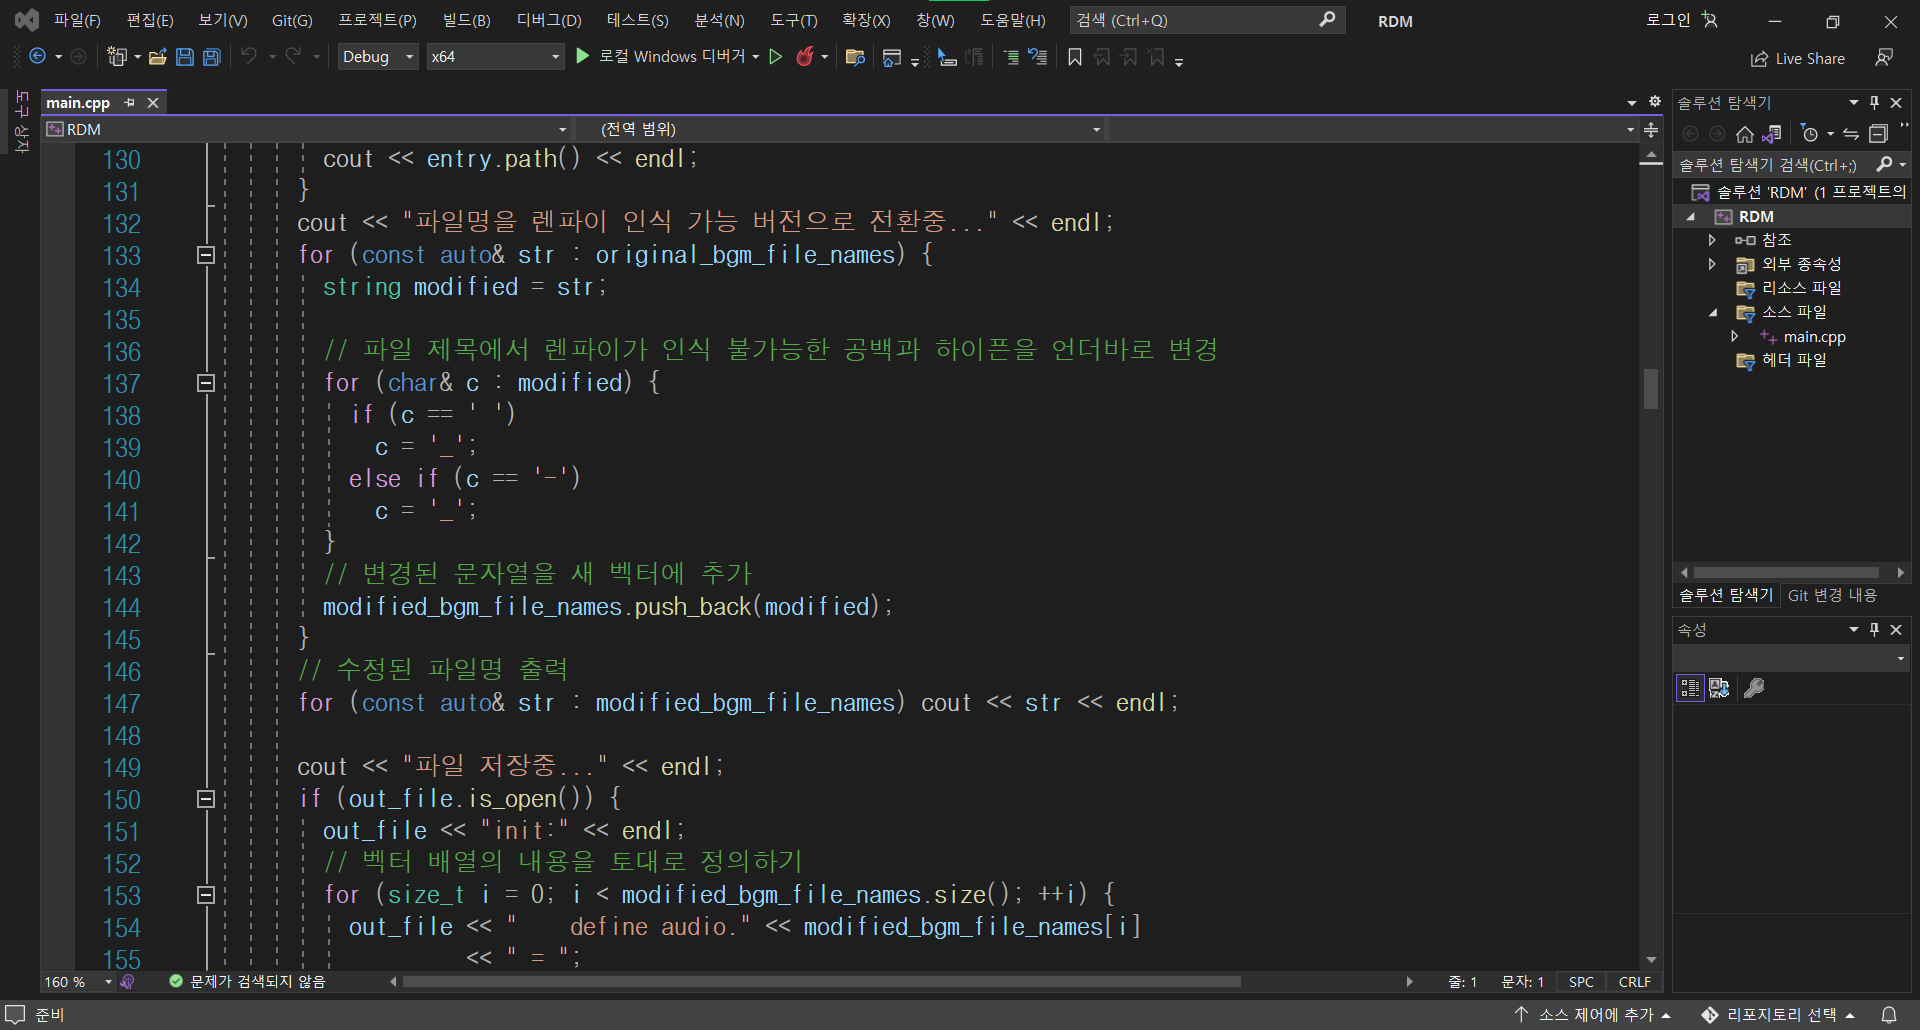 파일(F) 편집(E) 보기(V) Git(G) 프로젝트(P) 빌드(B) 디버그(D) 테스트(S) 분석(N) 도구(T) 확장(X) 창(W) 도움말(H) 검색 (Ctrl+Q) RDM 로그인
Debug x64 로컬 Windows 디버거 Live Share
도구 상자
main.cpp
RDM (전역 범위)
130 cout << entry.path() << endl;
131 }
132 cout << "파일명을 렌파이 인식 가능 버전으로 전환중..." << endl;
133 for (const auto& str : original_bgm_file_names) {
134 string modified = str;
135
136 // 파일 제목에서 렌파이가 인식 불가능한 공백과 하이픈을 언더바로 변경
137 for (char& c : modified) {
138 if (c == ' ')
139 c = '_';
140 else if (c == '-')
141 c = '_';
142 }
143 // 변경된 문자열을 새 벡터에 추가
144 modified_bgm_file_names.push_back(modified);
145 }
146 // 수정된 파일명 출력
147 for (const auto& str : modified_bgm_file_names) cout << str << endl;
148
149 cout << "파일 저장중..." << endl;
150 if (out_file.is_open()) {
151 out_file << "init:" << endl;
152 // 벡터 배열의 내용을 토대로 정의하기
153 for (size_t i = 0; i < modified_bgm_file_names.size(); ++i) {
154 out_file << "    define audio." << modified_bgm_file_names[i]
155 << " = ";
160 % 문제가 검색되지 않음 줄: 1 문자: 1 SPC CRLF
솔루션 탐색기
솔루션 탐색기 검색(Ctrl+;)
솔루션 'RDM' (1 프로젝트의
RDM
참조
외부 종속성
리소스 파일
소스 파일
main.cpp
헤더 파일
솔루션 탐색기 Git 변경 내용
속성
준비 소스 제어에 추가 리포지토리 선택